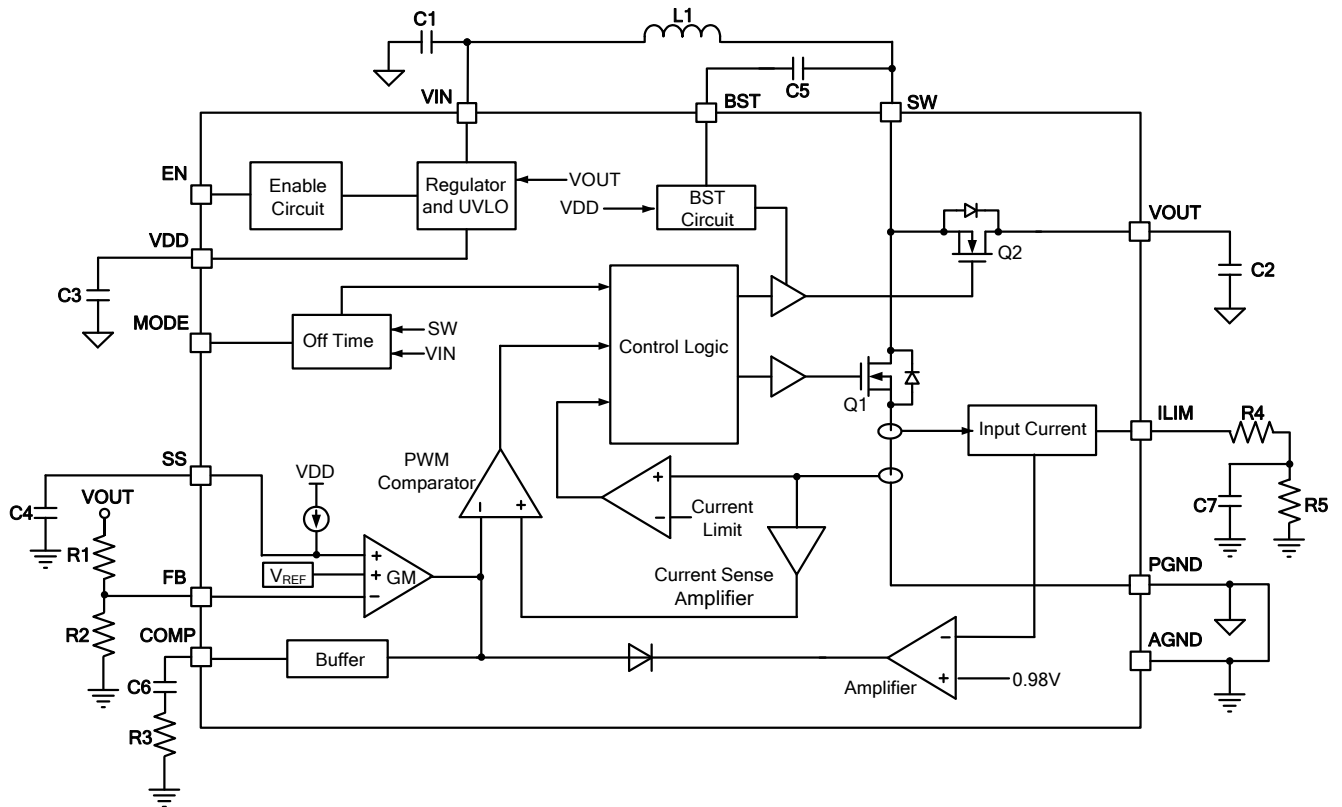 L1
C1
C5
VIN
BST
SW
EN
Enable
Circuit
Regulator
and UVLO
VOUT
VDD
BST
Circuit
VOUT
VDD
Q2
C2
C3
MODE
Off Time
SW
VIN
Control Logic
Q1
Input Current
ILIM
R4
SS
VDD
PWM
Comparator
+
−
Current
Limit
C7
R5
C4
VOUT
R1
− +
Current Sense
Amplifier
PGND
FB
VREF
+
+
−
GM
R2
COMP
Buffer
−
+
Amplifier
0.98V
AGND
C6
R3